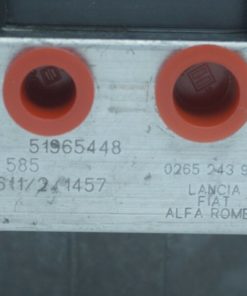 51965448
585
611/2/1457
0265 243 9
LANCIA
FIAT
ALFA ROME